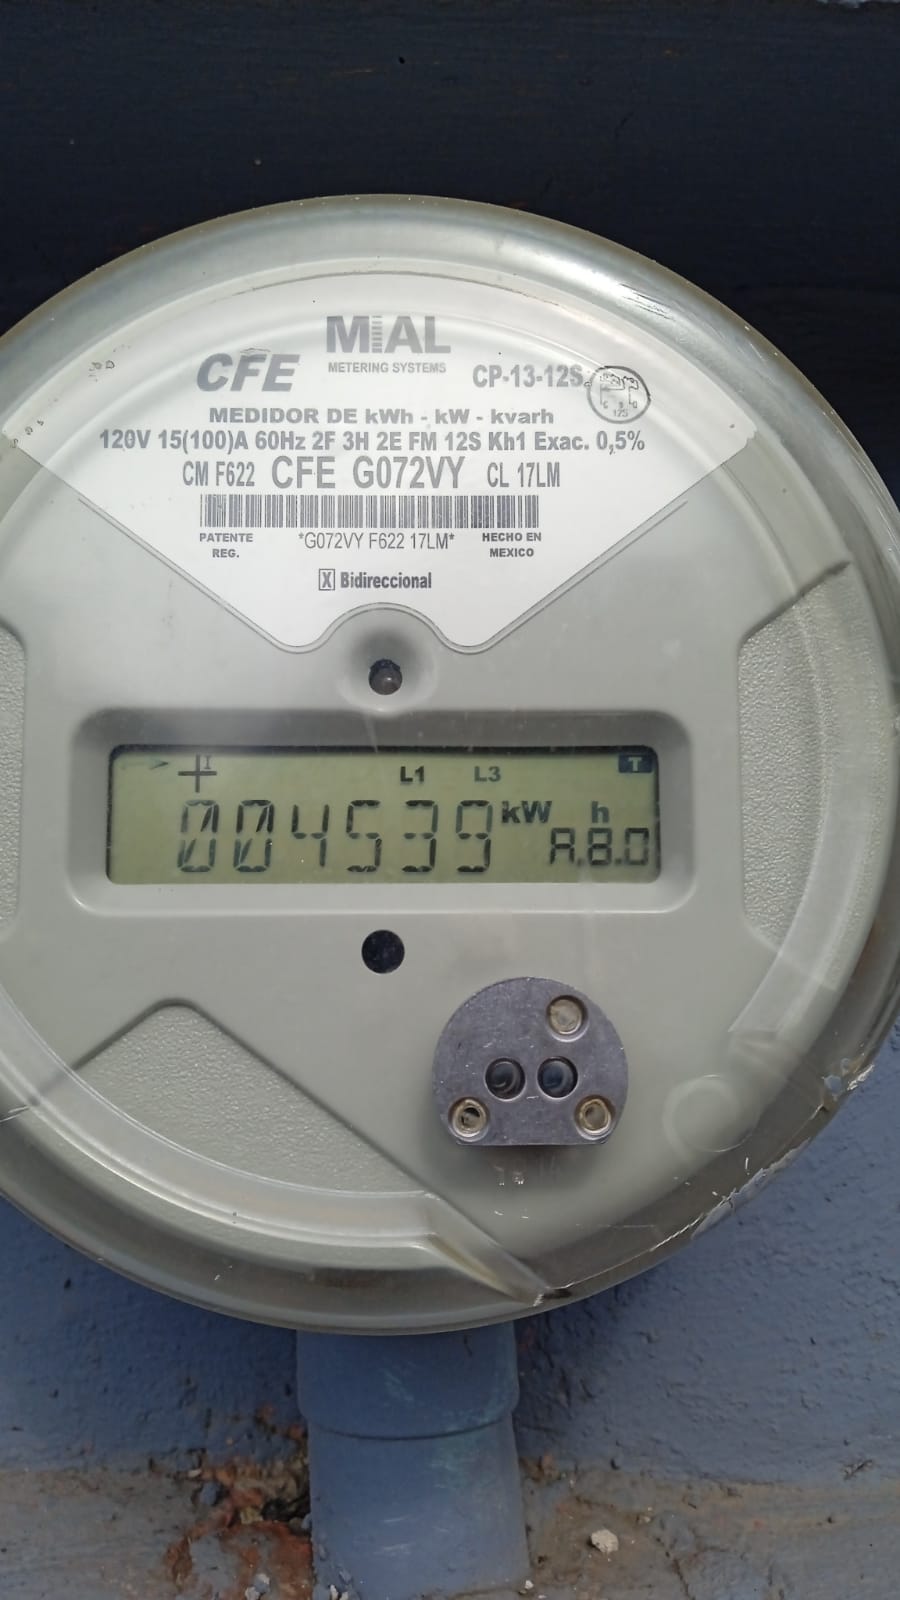 MIAL
METERING SYSTEMS
CFE
CP-13-12S
12S
MEDIDOR DE kWh - kW - kvarh
120V 15(100)A 60Hz 2F 3H 2E FM 12S Kh1 Exac. 0,5%
CM F622 CFE G072VY CL 17LM
PATENTE REG.
*G072VY F622 17LM*
HECHO EN MEXICO
X Bidireccional
L1 L3 T
004539 kW h A.8.0